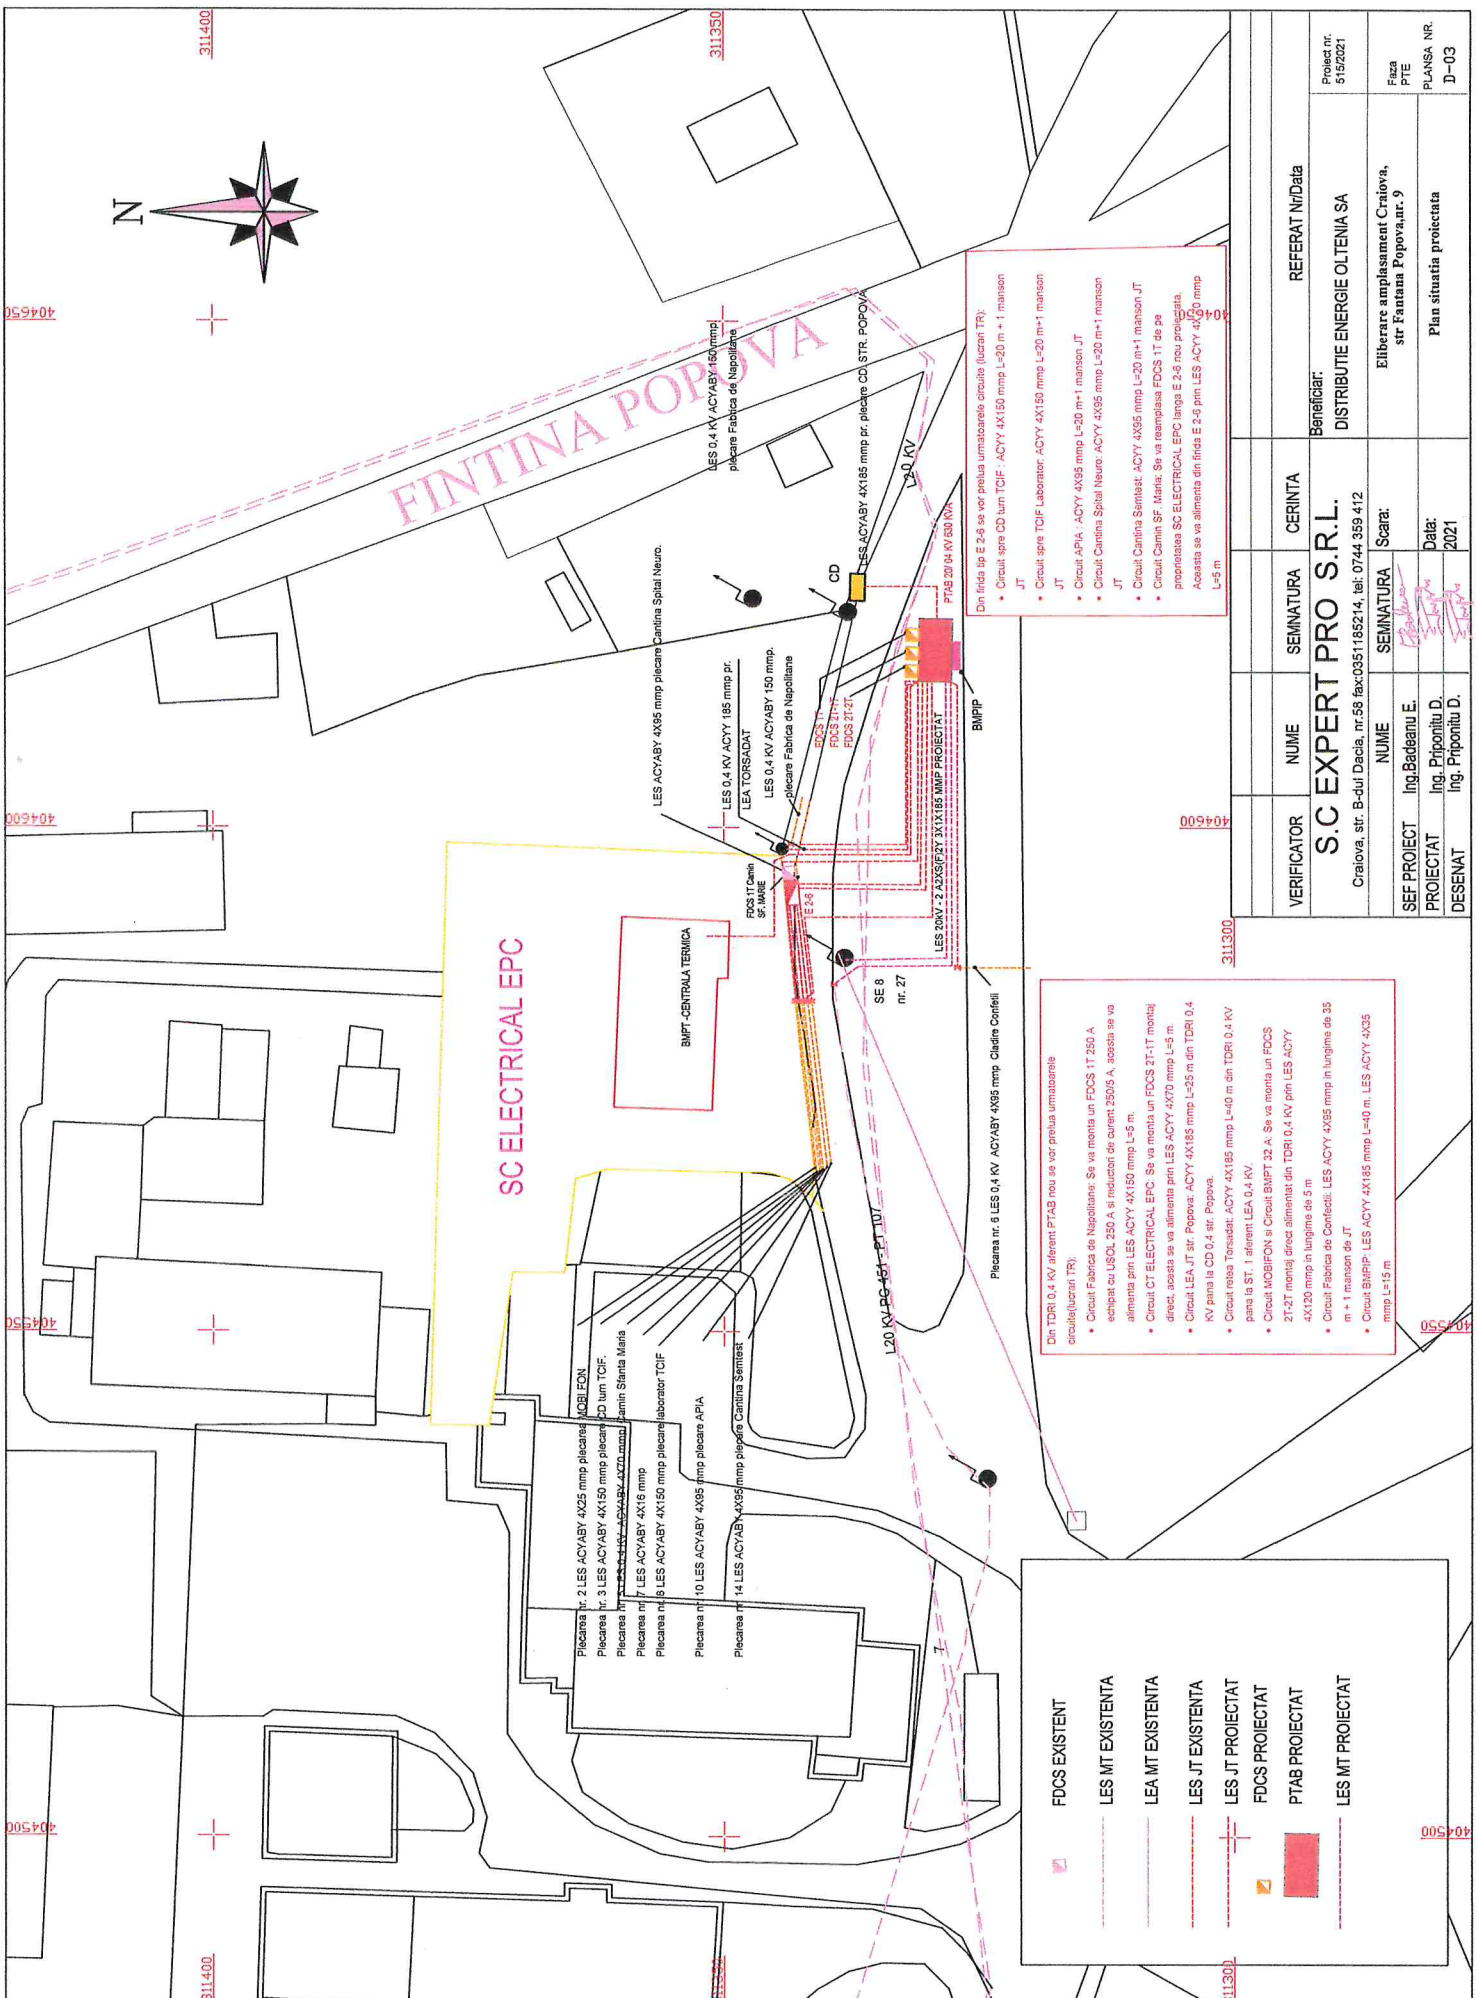 N
311400
311350
404650
404600
404550
404500
311400
311300
311300
404650
404600
404550
404500
FINTINA POPOVA
LES 0,4 KV ACYABY 150 mmp
plecare Fabrica de Napolitane
LES ACYABY 4X185 mmp pr. plecare CD STR. POPOVA
L20 KV
CD
PTAB 20/ 04 KV 630 KVA
BMPIP
LES ACYABY 4X95 mmp plecare Cantina Spital Neuro.
LES 0,4 KV ACYY 185 mmp pr.
LEA TORSADAT
LES 0,4 KV ACYABY 150 mmp.
plecare Fabrica de Napolitane
FDCS 1T
FDCS 2T-1T
FDCS 2T-2T
FDCS 1T Camin
SF. MARIE
E 2-6
LES 20kV - 2 A2XS(F)2Y 3X1X185 MMP PROIECTAT
SC ELECTRICAL EPC
BMPT -CENTRALA TERMICA
SE 8
nr. 27
Plecarea nr. 6 LES 0,4 KV ACYABY 4X95 mmp Cladire Confetii
L20 KV PC 451 - PT 107
Plecarea nr. 2 LES ACYABY 4X25 mmp plecarea MOBI FON
Plecarea nr. 3 LES ACYABY 4X150 mmp plecare CD turn TCIF.
Plecarea nr. 5 LES 0,4 KV ACYABY 4X70 mmp Camin Sfanta Maria
Plecarea nr. 7 LES ACYABY 4X16 mmp
Plecarea nr. 8 LES ACYABY 4X150 mmp plecare laborator TCIF
Plecarea nr. 10 LES ACYABY 4X95 mmp plecare APIA
Plecarea nr. 14 LES ACYABY 4X95 mmp plecare Cantina Semtest
Din firida tip E 2-6 se vor prelua urmatoarele circuite (lucrari TR):
• Circuit spre CD turn TCIF : ACYY 4X150 mmp L=20 m + 1 manson
JT
• Circuit spre TCIF Laborator: ACYY 4X150 mmp L=20 m+1 manson
JT
• Circuit APIA : ACYY 4X95 mmp L=20 m+1 manson JT
• Circuit Cantina Spital Neuro: ACYY 4X95 mmp L=20 m+1 manson
JT
• Circuit Cantina Semtest: ACYY 4X95 mmp L=20 m+1 manson JT
• Circuit Camin SF. Maria: Se va reamplasa FDCS 1T de pe
proprietatea SC ELECTRICAL EPC langa E 2-6 nou proiectata.
Aceasta se va alimenta din firida E 2-6 prin LES ACYY 4X70 mmp
L=5 m
Din TDRI 0,4 KV aferent PTAB nou se vor prelua urmatoarele
circuite(lucrari TR):
• Circuit Fabrica de Napolitane: Se va monta un FDCS 1T 250 A
echipat cu USOL 250 A si reductori de curent 250/5 A, acesta se va
alimenta prin LES ACYY 4X150 mmp L=5 m.
• Circuit CT ELECTRICAL EPC: Se va monta un FDCS 2T-1T montaj
direct, acesta se va alimenta prin LES ACYY 4X70 mmp L=5 m.
• Circuit LEA JT str. Popova: ACYY 4X185 mmp L=25 m din TDRI 0,4
KV pana la CD 0,4 str. Popova.
• Circuit retea Torsadat: ACYY 4X185 mmp L=40 m din TDRI 0,4 KV
pana la ST. 1 aferent LEA 0,4 KV.
• Circuit MOBIFON si Circuit BMPT 32 A: Se va monta un FDCS
2T-2T montaj direct alimentat din TDRI 0,4 KV prin LES ACYY
4X120 mmp in lungime de 5 m
• Circuit Fabrica de Confectii: LES ACYY 4X95 mmp in lungime de 35
m + 1 manson de JT
• Circuit BMPIP: LES ACYY 4X185 mmp L=40 m, LES ACYY 4X35
mmp L=15 m
FDCS EXISTENT
LES MT EXISTENTA
LEA MT EXISTENTA
LES JT EXISTENTA
LES JT PROIECTAT
FDCS PROIECTAT
PTAB PROIECTAT
LES MT PROIECTAT
VERIFICATOR NUME SEMNATURA CERINTA REFERAT Nr/Data
S.C EXPERT PRO S.R.L.
Craiova, str. B-dul Dacia, nr.58 fax:0351185214, tel: 0744 359 412
Beneficiar:
DISTRIBUTIE ENERGIE OLTENIA SA
Proiect nr.
515/2021
NUME SEMNATURA Scara:
SEF PROIECT Ing.Badeanu E.
PROIECTAT Ing. Priponitu D.
DESENAT Ing. Priponitu D.
Data:
2021
Eliberare amplasament Craiova,
str Fantana Popova,nr. 9
Plan situatia proiectata
Faza
PTE
PLANSA NR.
D-03